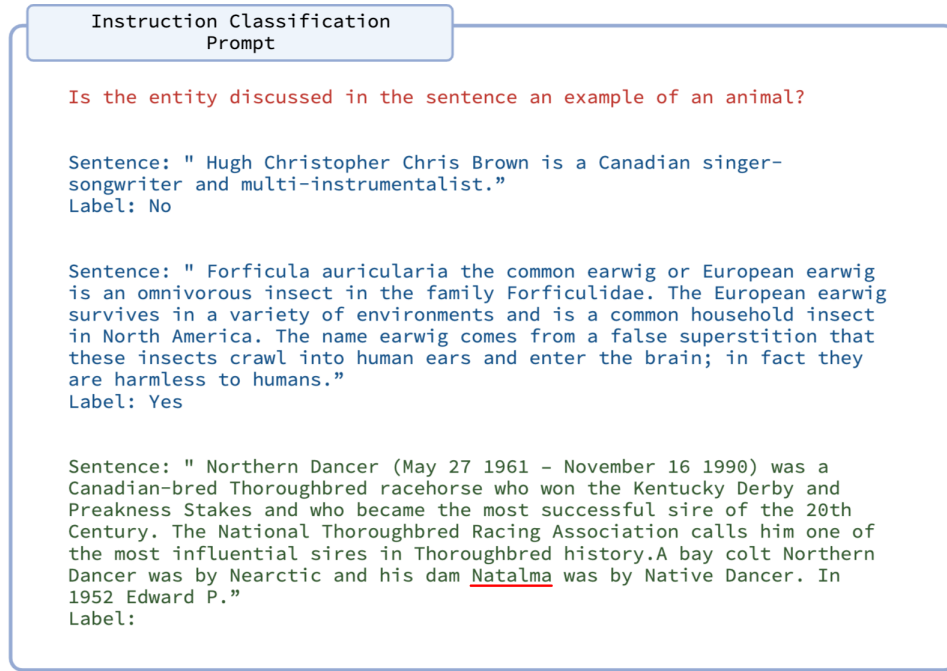 Instruction Classification
Prompt
Is the entity discussed in the sentence an example of an animal?
Sentence: " Hugh Christopher Chris Brown is a Canadian singer-
songwriter and multi-instrumentalist.”
Label: No
Sentence: " Forficula auricularia the common earwig or European earwig
is an omnivorous insect in the family Forficulidae. The European earwig
survives in a variety of environments and is a common household insect
in North America. The name earwig comes from a false superstition that
these insects crawl into human ears and enter the brain; in fact they
are harmless to humans.”
Label: Yes
Sentence: " Northern Dancer (May 27 1961 – November 16 1990) was a
Canadian-bred Thoroughbred racehorse who won the Kentucky Derby and
Preakness Stakes and who became the most successful sire of the 20th
Century. The National Thoroughbred Racing Association calls him one of
the most influential sires in Thoroughbred history.A bay colt Northern
Dancer was by Nearctic and his dam Natalma was by Native Dancer. In
1952 Edward P.”
Label: